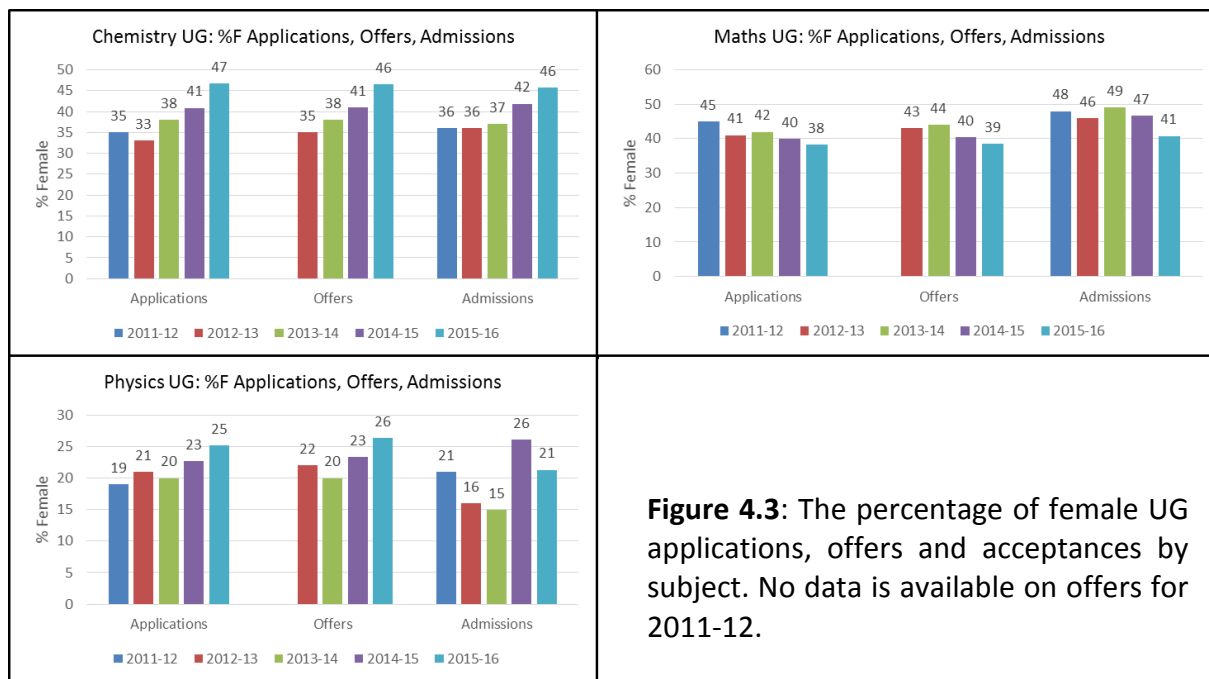 Chemistry UG: %F Applications, Offers, Admissions
% Female
50
45
40
35
30
25
20
15
10
5
0
35 33 38 41 47
35 38 41 46
36 36 37 42 46
Applications Offers Admissions
2011-12 2012-13 2013-14 2014-15 2015-16
Maths UG: %F Applications, Offers, Admissions
% Female
60
50
40
30
20
10
0
45 41 42 40 38
43 44 40 39
48 46 49 47 41
Applications Offers Admissions
2011-12 2012-13 2013-14 2014-15 2015-16
Physics UG: %F Applications, Offers, Admissions
% Female
30
25
20
15
10
5
0
19 21 20 23 25
22 20 23 26
21 16 15 26 21
Applications Offers Admissions
2011-12 2012-13 2013-14 2014-15 2015-16
Figure 4.3: The percentage of female UG
applications, offers and acceptances by
subject. No data is available on offers for
2011-12.